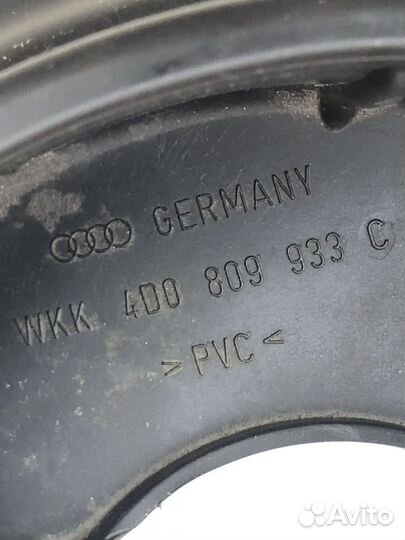 GERMANY
WKK 4D0 809 933 C
>PVC<
Avito